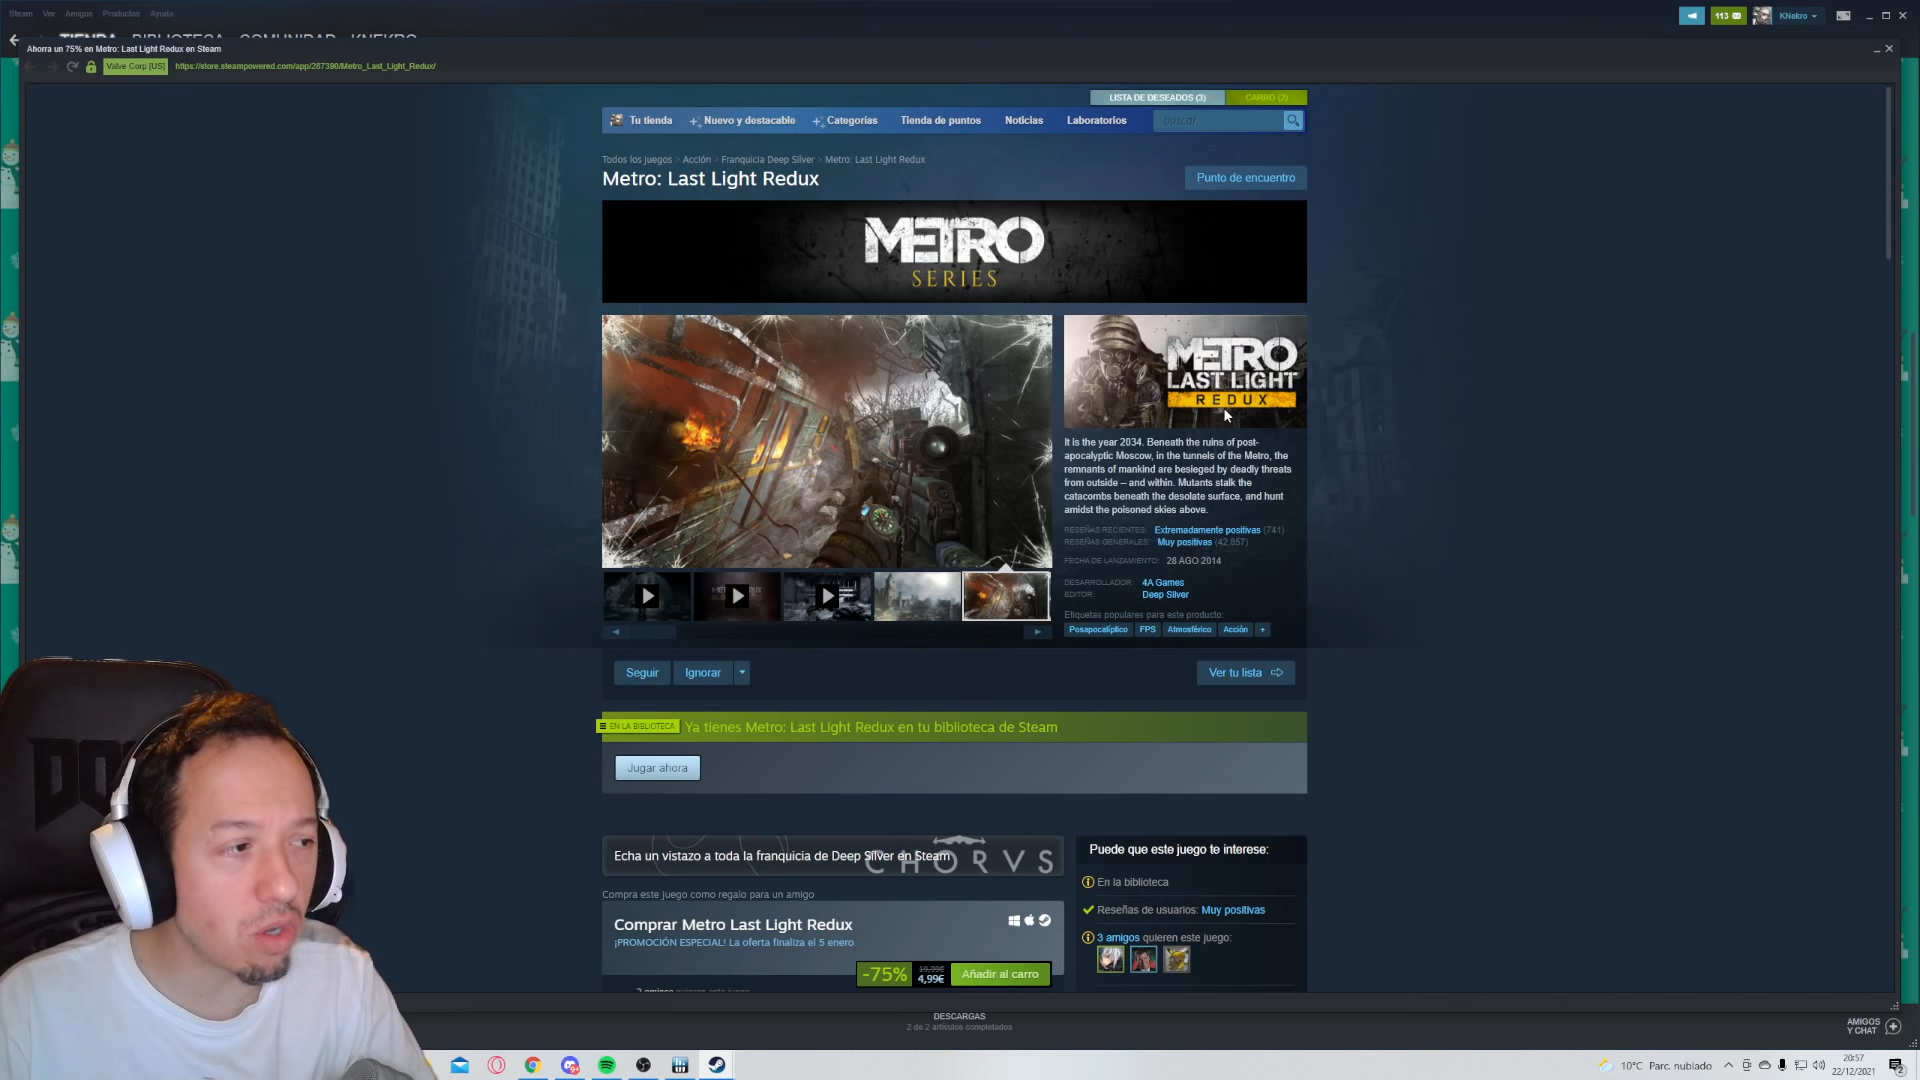 Steam Ver Amigos Productos Ayuda
113
KNekro
TIENDA BIBLIOTECA COMUNIDAD KNEKRO
Ahorra un 75% en Metro: Last Light Redux en Steam
Valve Corp [US] https://store.steampowered.com/app/287390/Metro_Last_Light_Redux/
LISTA DE DESEADOS (3)
CARRO (2)
Tu tienda
Nuevo y destacable
Categorías
Tienda de puntos
Noticias
Laboratorios
buscar
Todos los juegos > Acción > Franquicia Deep Silver > Metro: Last Light Redux
Metro: Last Light Redux
Punto de encuentro
METRO
SERIES
METRO
LAST LIGHT
REDUX
It is the year 2034. Beneath the ruins of post-
apocalyptic Moscow, in the tunnels of the Metro, the
remnants of mankind are besieged by deadly threats
from outside – and within. Mutants stalk the
catacombs beneath the desolate surface, and hunt
amidst the poisoned skies above.
RESEÑAS RECIENTES: Extremadamente positivas (741)
RESEÑAS GENERALES: Muy positivas (42,857)
FECHA DE LANZAMIENTO: 28 AGO 2014
DESARROLLADOR: 4A Games
EDITOR: Deep Silver
Etiquetas populares para este producto:
Posapocalíptico FPS Atmosférico Acción +
Seguir
Ignorar
Ver tu lista
EN LA BIBLIOTECA
Ya tienes Metro: Last Light Redux en tu biblioteca de Steam
Jugar ahora
Echa un vistazo a toda la franquicia de Deep Silver en Steam
CHORVS
Compra este juego como regalo para un amigo
Comprar Metro Last Light Redux
¡PROMOCIÓN ESPECIAL! La oferta finaliza el 5 enero
-75%
19,99€
4,99€
Añadir al carro
Puede que este juego te interese:
En la biblioteca
Reseñas de usuarios: Muy positivas
3 amigos quieren este juego:
DESCARGAS
2 de 2 artículos completados
AMIGOS
Y CHAT
10°C Parc. nublado
20:57
22/12/2021